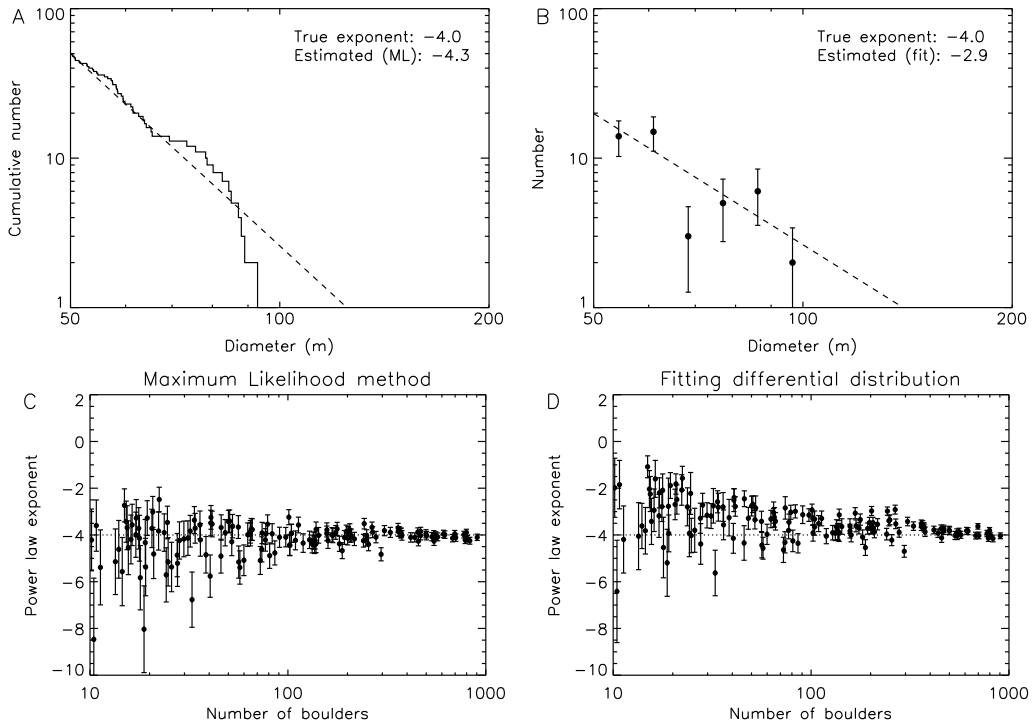 A
True exponent: −4.0
Estimated (ML): −4.3
100
10
1
Cumulative number
50
100
200
Diameter (m)
B
True exponent: −4.0
Estimated (fit): −2.9
100
10
1
Number
50
100
200
Diameter (m)
Maximum Likelihood method
C
2
0
−2
−4
−6
−8
−10
Power law exponent
10
100
1000
Number of boulders
Fitting differential distribution
D
2
0
−2
−4
−6
−8
−10
Power law exponent
10
100
1000
Number of boulders